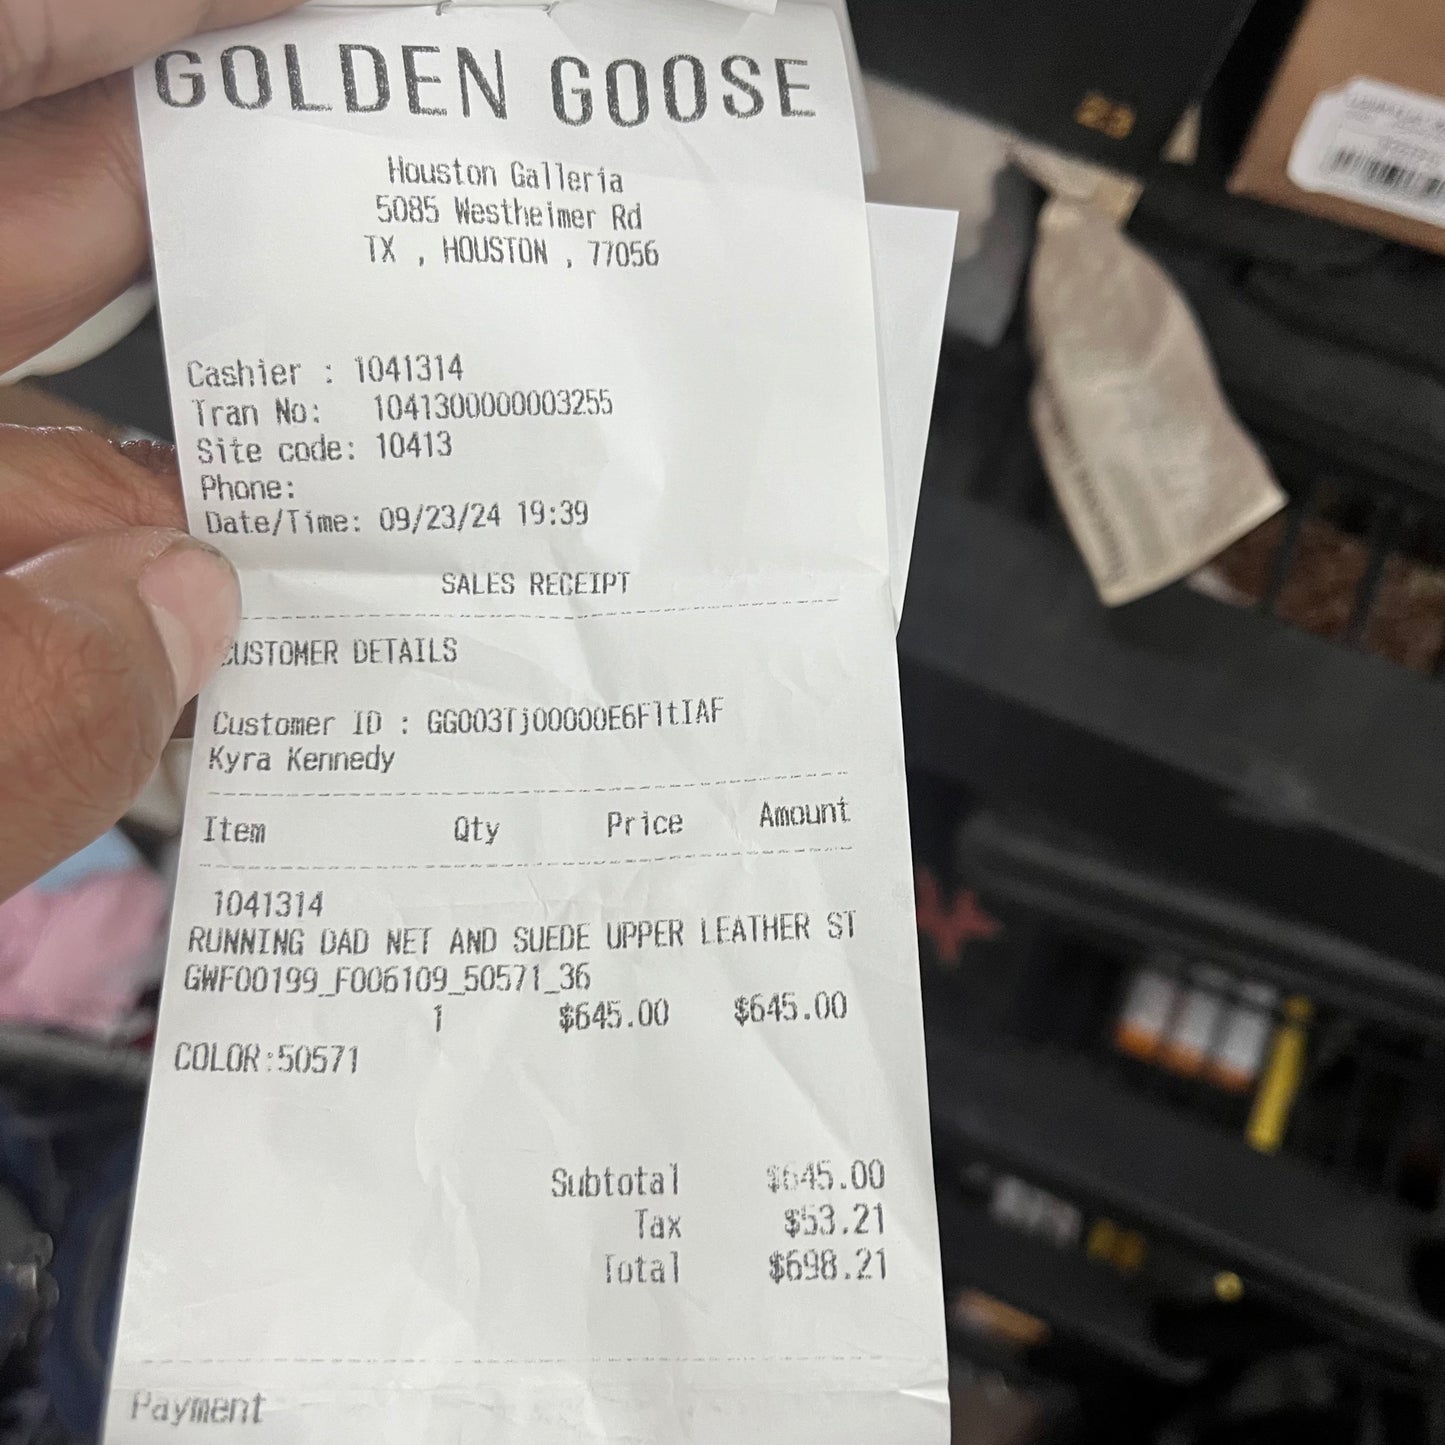 GOLDEN GOOSE
Houston Galleria
5085 Westheimer Rd
TX , HOUSTON , 77056
Cashier : 1041314
Tran No: 1041300000003255
Site code: 10413
Phone:
Date/Time: 09/23/24 19:39
SALES RECEIPT
CUSTOMER DETAILS
Customer ID : GG003Tj00000E6FltIAF
Kyra Kennedy
Item Qty Price Amount
1041314
RUNNING DAD NET AND SUEDE UPPER LEATHER ST
GWF00199_F006109_50571_36
1 $645.00 $645.00
COLOR:50571
Subtotal $645.00
Tax $53.21
Total $698.21
Payment
23